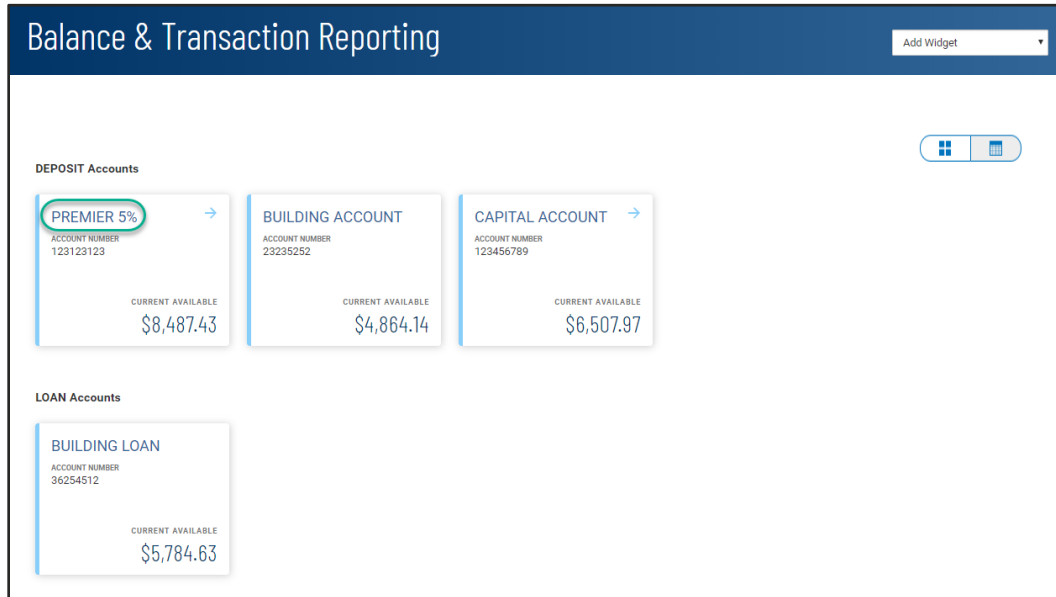 Balance & Transaction Reporting
Add Widget
DEPOSIT Accounts
PREMIER 5%
ACCOUNT NUMBER
123123123
CURRENT AVAILABLE
$8,487.43
BUILDING ACCOUNT
ACCOUNT NUMBER
23235252
CURRENT AVAILABLE
$4,864.14
CAPITAL ACCOUNT
ACCOUNT NUMBER
123456789
CURRENT AVAILABLE
$6,507.97
LOAN Accounts
BUILDING LOAN
ACCOUNT NUMBER
36254512
CURRENT AVAILABLE
$5,784.63